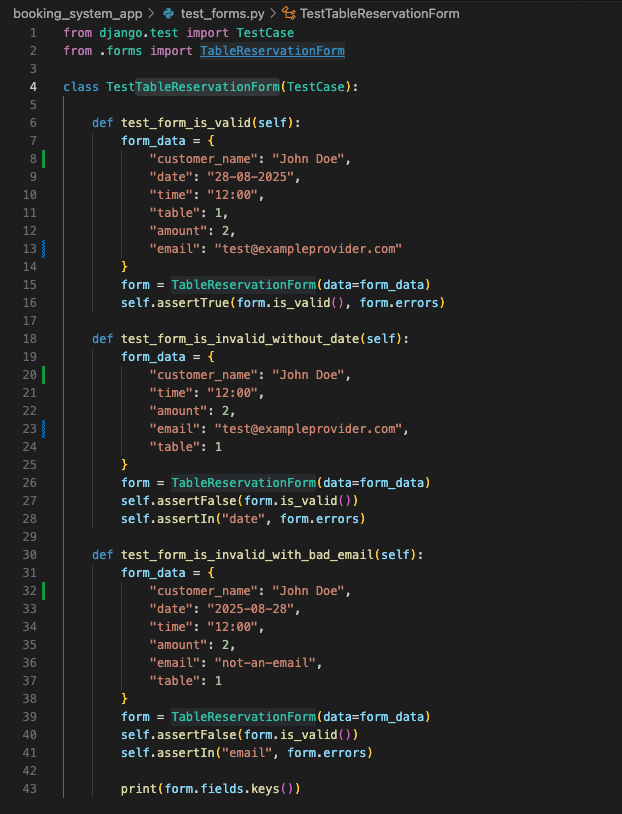 booking_system_app > test_forms.py > TestTableReservationForm
1 from django.test import TestCase
2 from .forms import TableReservationForm
3
4 class TestTableReservationForm(TestCase):
5
6     def test_form_is_valid(self):
7         form_data = {
8             "customer_name": "John Doe",
9             "date": "28-08-2025",
10             "time": "12:00",
11             "table": 1,
12             "amount": 2,
13             "email": "test@exampleprovider.com"
14         }
15         form = TableReservationForm(data=form_data)
16         self.assertTrue(form.is_valid(), form.errors)
17
18     def test_form_is_invalid_without_date(self):
19         form_data = {
20             "customer_name": "John Doe",
21             "time": "12:00",
22             "amount": 2,
23             "email": "test@exampleprovider.com",
24             "table": 1
25         }
26         form = TableReservationForm(data=form_data)
27         self.assertFalse(form.is_valid())
28         self.assertIn("date", form.errors)
29
30     def test_form_is_invalid_with_bad_email(self):
31         form_data = {
32             "customer_name": "John Doe",
33             "date": "2025-08-28",
34             "time": "12:00",
35             "amount": 2,
36             "email": "not-an-email",
37             "table": 1
38         }
39         form = TableReservationForm(data=form_data)
40         self.assertFalse(form.is_valid())
41         self.assertIn("email", form.errors)
42
43         print(form.fields.keys())